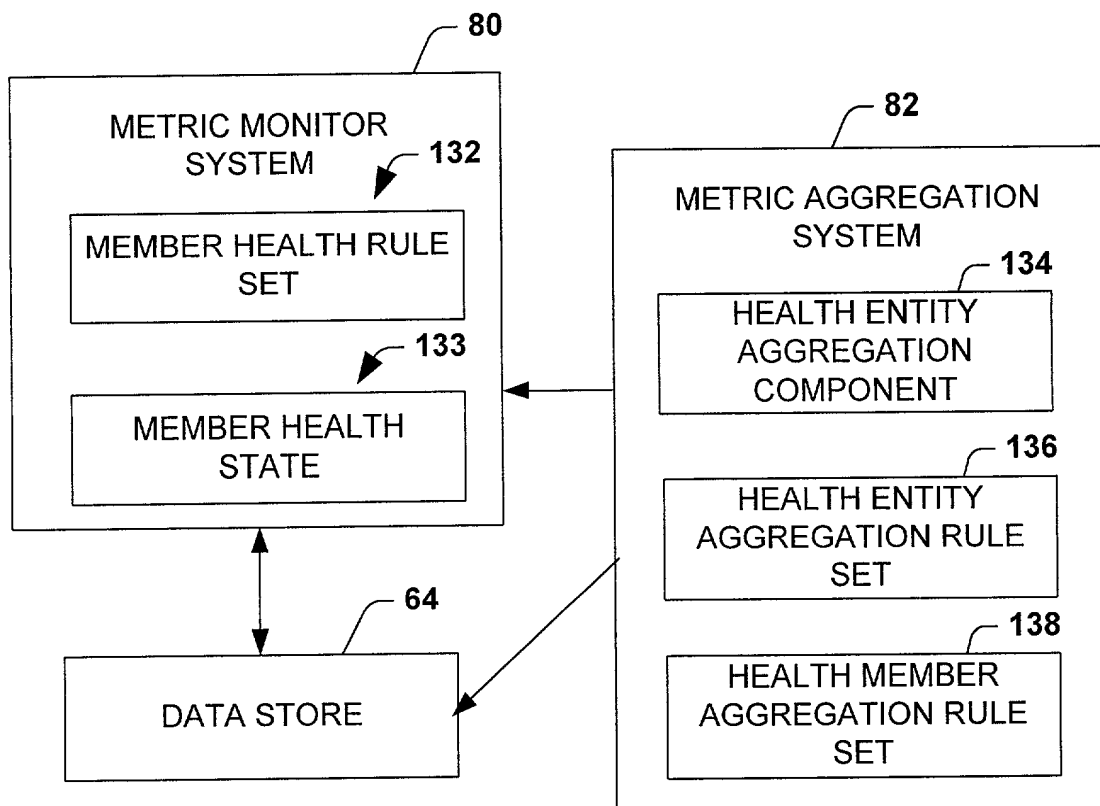 80
METRIC MONITOR
SYSTEM
132
MEMBER HEALTH RULE
SET
133
MEMBER HEALTH
STATE
82
METRIC AGGREGATION
SYSTEM
134
HEALTH ENTITY
AGGREGATION
COMPONENT
136
HEALTH ENTITY
AGGREGATION RULE
SET
138
HEALTH MEMBER
AGGREGATION RULE
SET
64
DATA STORE